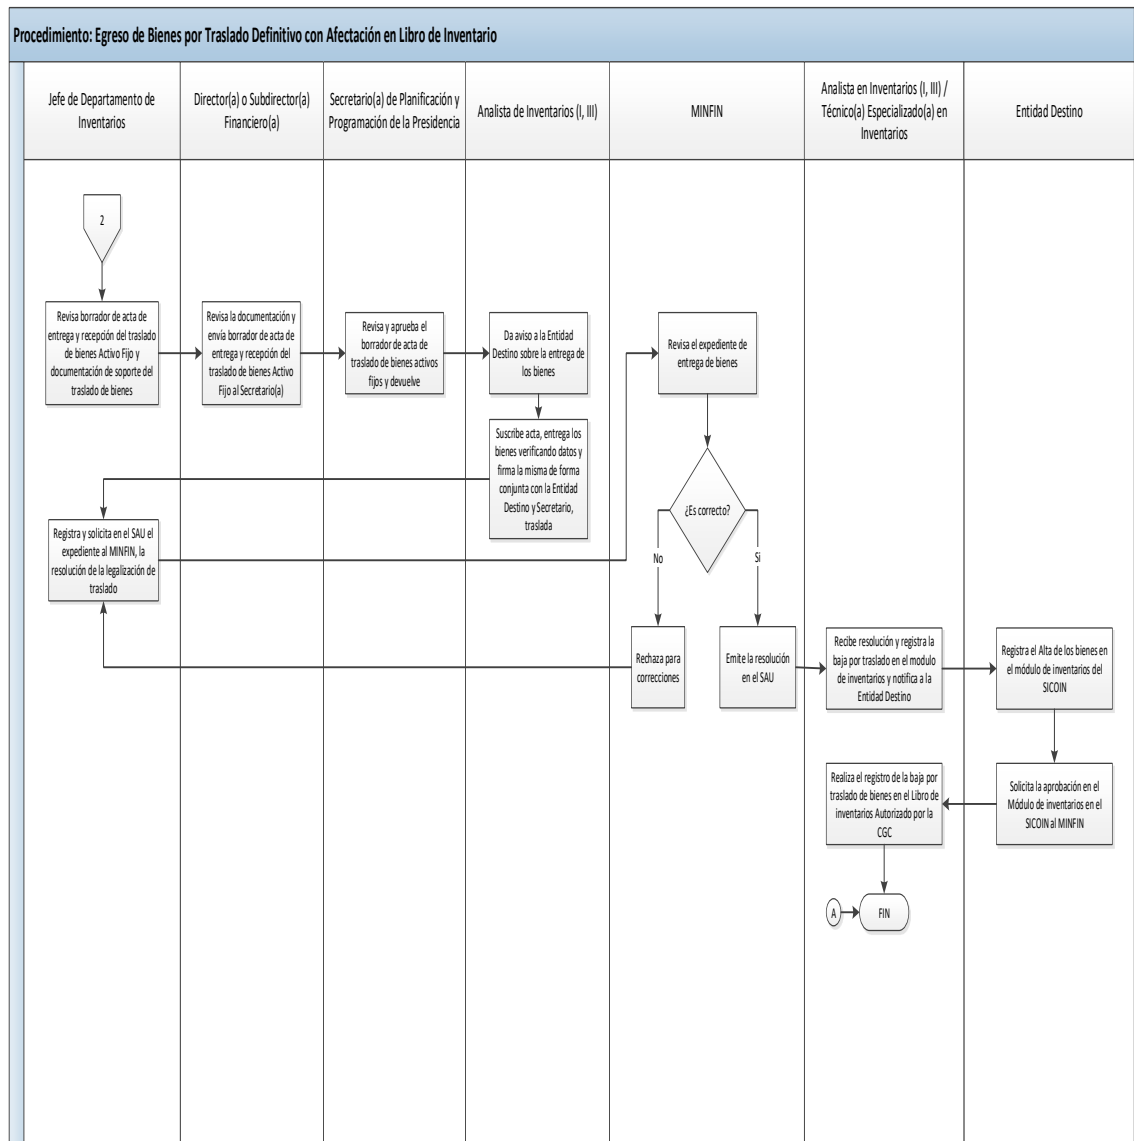 Procedimiento: Egreso de Bienes por Traslado Definitivo con Afectación en Libro de Inventario
Jefe de Departamento de
Inventarios
Director(a) o Subdirector(a)
Financiero(a)
Secretario(a) de Planificación y
Programación de la Presidencia
Analista de Inventarios (I, III)
MINFIN
Analista en Inventarios (I, III) /
Técnico(a) Especializado(a) en
Inventarios
Entidad Destino
2
Revisa borrador de acta de
entrega y recepción del traslado
de bienes Activo Fijo y
documentación de soporte del
traslado de bienes
Revisa la documentación y
envía borrador de acta de
entrega y recepción del
traslado de bienes Activo
Fijo al Secretario(a)
Revisa y aprueba el
borrador de acta de
traslado de bienes activos
fijos y devuelve
Da aviso a la Entidad
Destino sobre la entrega de
los bienes
Revisa el expediente de
entrega de bienes
Suscribe acta, entrega los
bienes verificando datos y
firma la misma de forma
conjunta con la Entidad
Destino y Secretario,
traslada
¿Es correcto?
Registra y solicita en el SAU el
expediente al MINFIN, la
resolución de la legalización de
traslado
No
Si
Rechaza para
correcciones
Emite la resolución
en el SAU
Recibe resolución y registra la
baja por traslado en el modulo
de inventarios y notifica a la
Entidad Destino
Registra el Alta de los bienes en
el módulo de inventarios del
SICOIN
Realiza el registro de la baja por
traslado de bienes en el Libro de
inventarios Autorizado por la
CGC
Solicita la aprobación en el
Módulo de inventarios en el
SICOIN al MINFIN
A
FIN